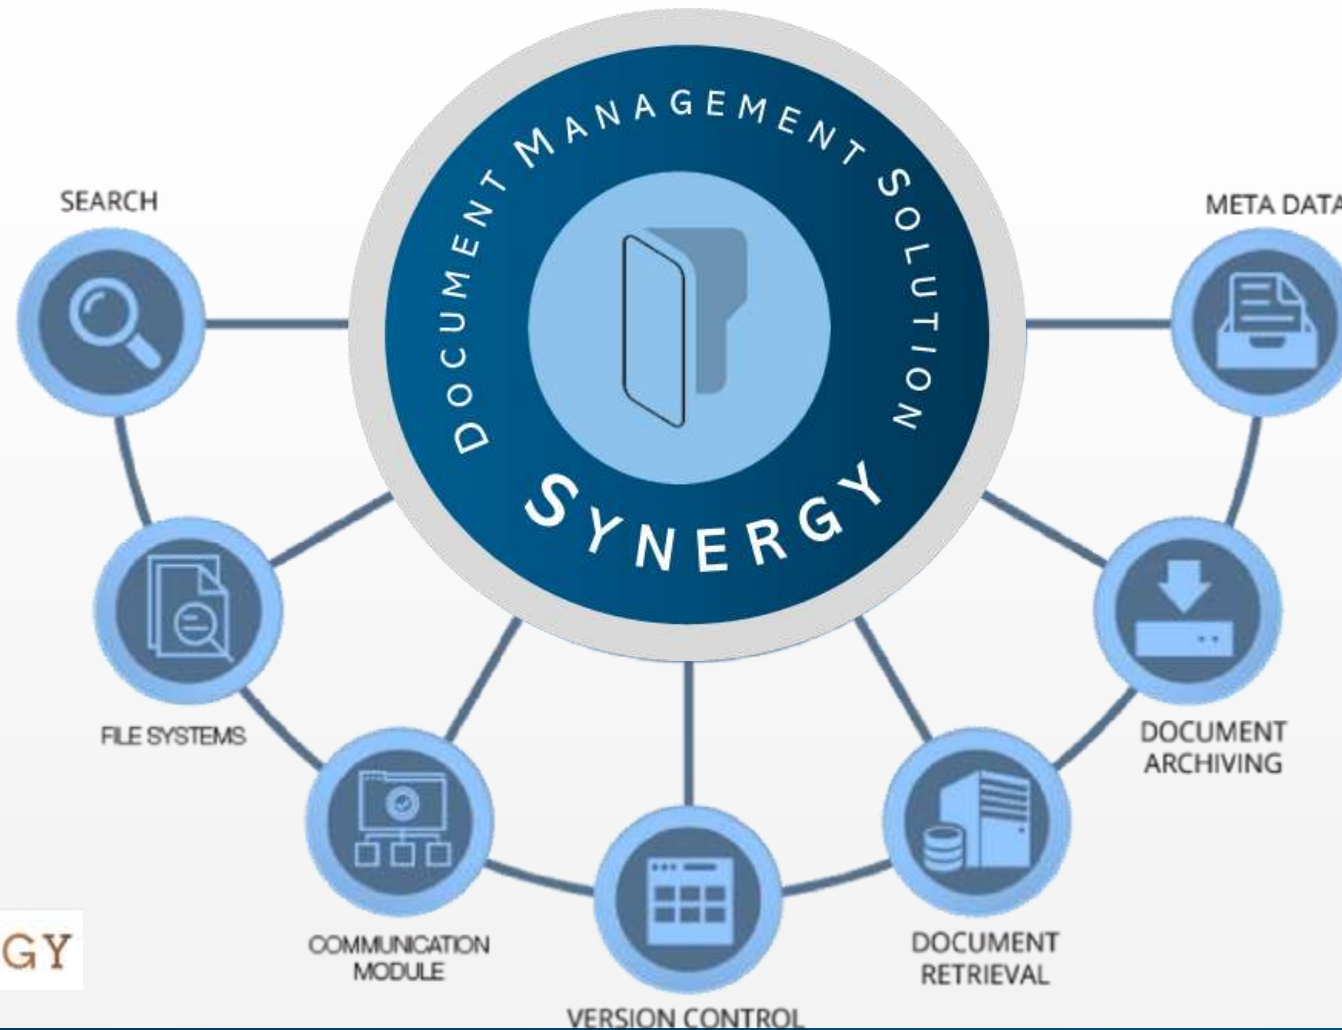 DOCUMENT MANAGEMENT SOLUTION
SYNERGY
SEARCH
META DATA
FILE SYSTEMS
DOCUMENT
ARCHIVING
COMMUNICATION
MODULE
DOCUMENT
RETRIEVAL
VERSION CONTROL
GY